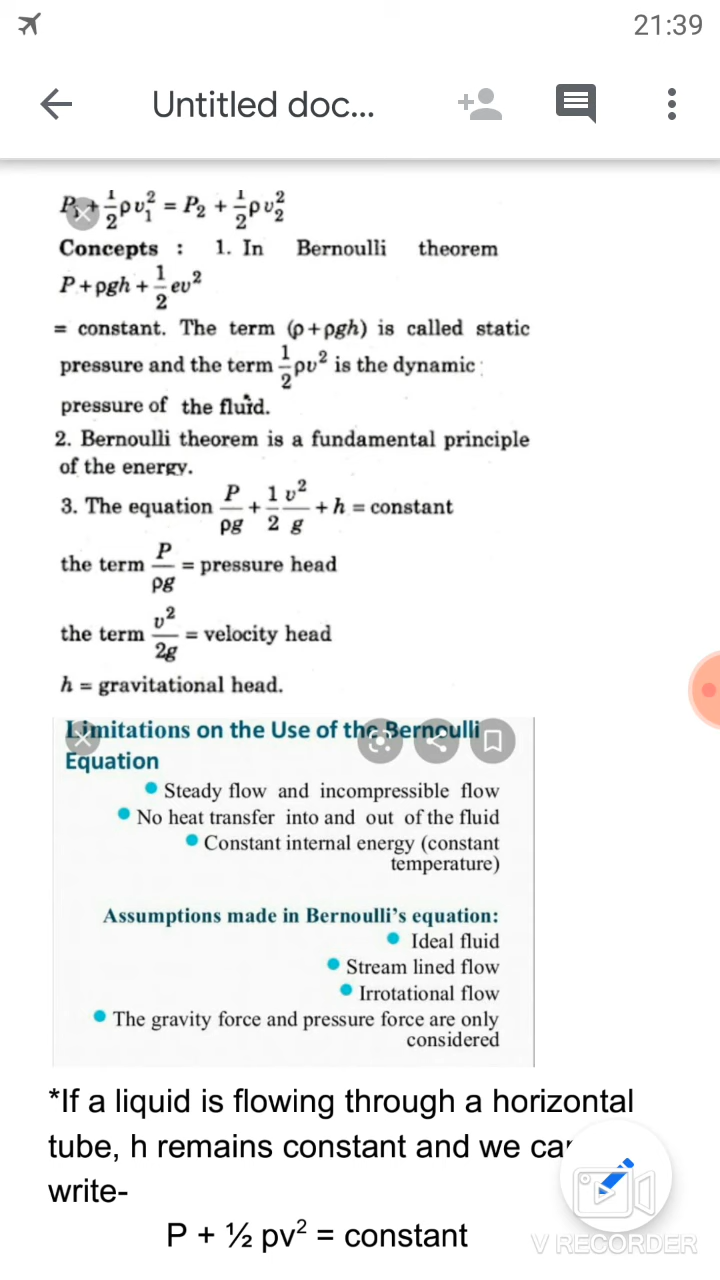 21:39
Untitled doc...
P₁ + 1/2 ρv₁² = P₂ + 1/2 ρv₂²
Concepts : 1. In Bernoulli theorem
P + ρgh + 1/2 ev²
= constant. The term (ρ+ρgh) is called static
pressure and the term 1/2 ρv² is the dynamic
pressure of the fluid.
2. Bernoulli theorem is a fundamental principle
of the energy.
3. The equation P/ρg + 1/2 v²/g + h = constant
the term P/ρg = pressure head
the term v²/2g = velocity head
h = gravitational head.
Limitations on the Use of the Bernoulli
Equation
• Steady flow and incompressible flow
• No heat transfer into and out of the fluid
• Constant internal energy (constant
temperature)
Assumptions made in Bernoulli's equation:
• Ideal fluid
• Stream lined flow
• Irrotational flow
• The gravity force and pressure force are only
considered
*If a liquid is flowing through a horizontal
tube, h remains constant and we
write-
P + ½ pv² = constant
V RECORDER